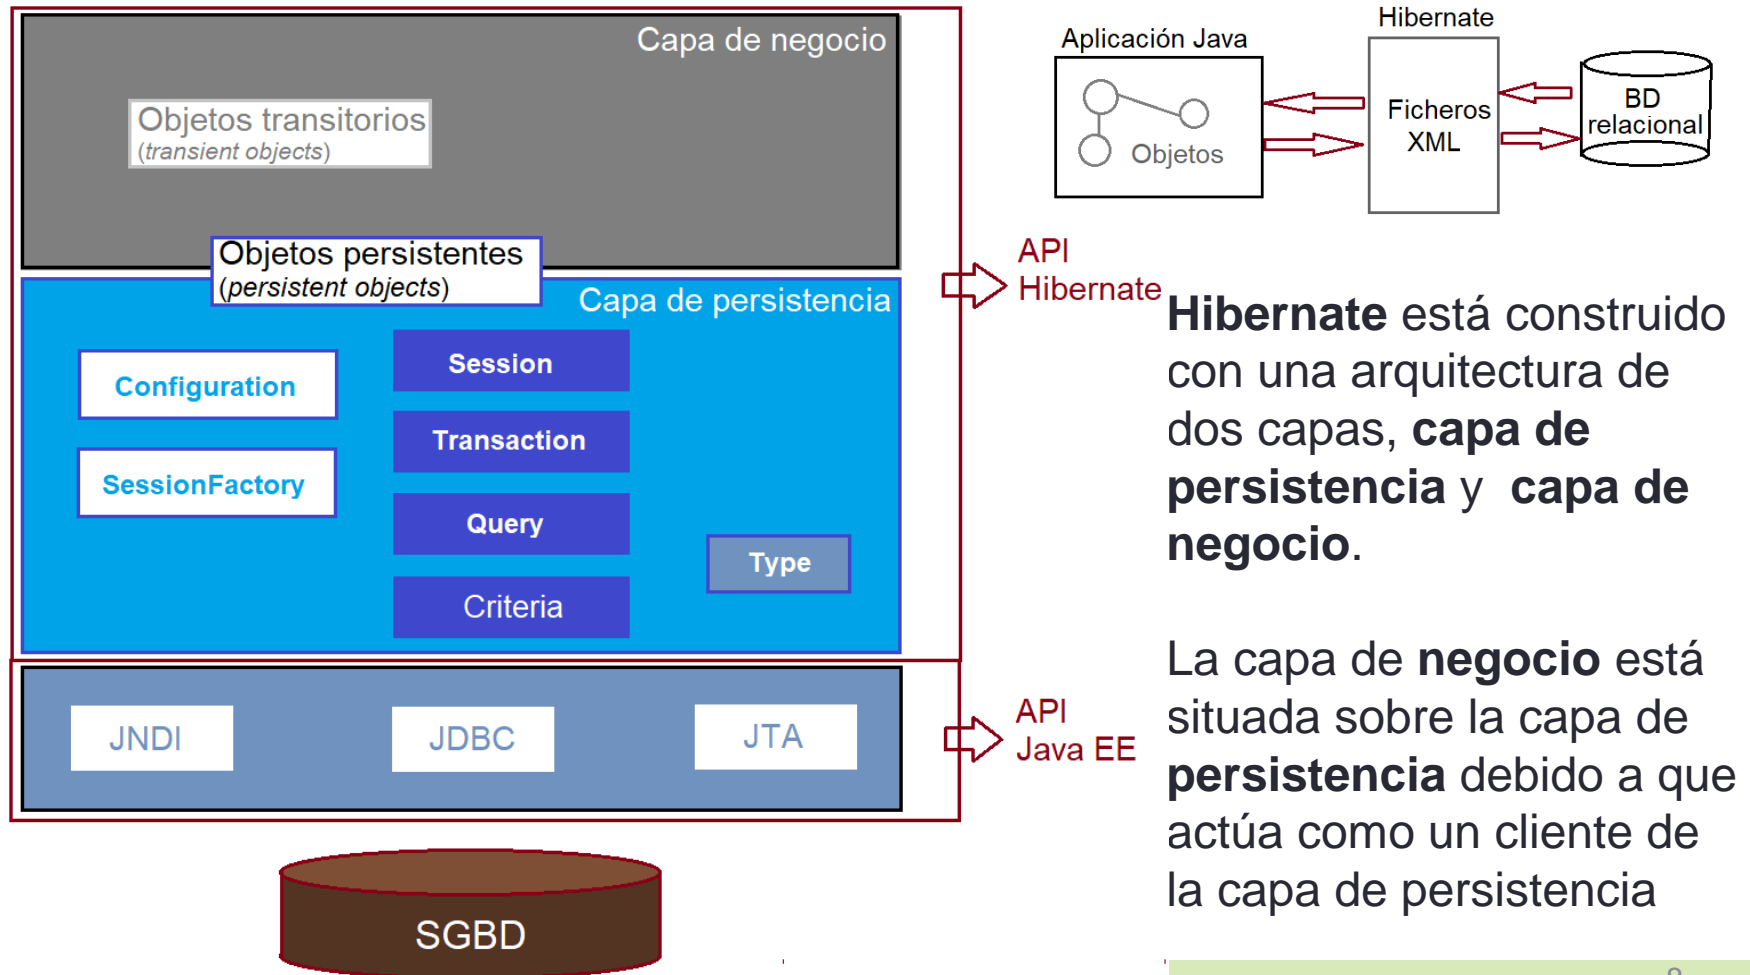 Capa de negocio
Objetos transitorios
(transient objects)
Objetos persistentes
(persistent objects)
Capa de persistencia
Configuration
SessionFactory
Session
Transaction
Query
Criteria
Type
JNDI
JDBC
JTA
SGBD
API
Hibernate
API
Java EE
Aplicación Java
Objetos
Hibernate
Ficheros
XML
BD
relacional
Hibernate está construido
con una arquitectura de
dos capas, capa de
persistencia y capa de
negocio.
La capa de negocio está
situada sobre la capa de
persistencia debido a que
actúa como un cliente de
la capa de persistencia